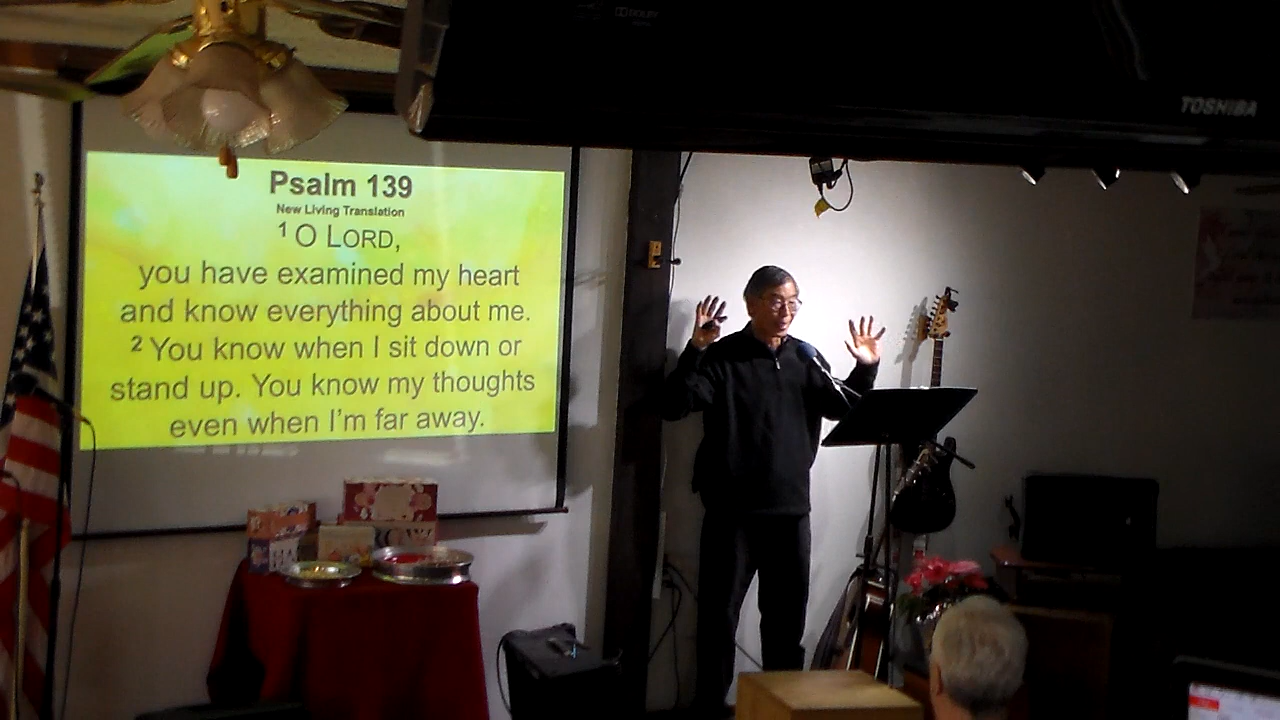 DOLBY
TOSHIBA
Psalm 139
New Living Translation
1 O LORD,
you have examined my heart
and know everything about me.
2 You know when I sit down or
stand up. You know my thoughts
even when I'm far away.